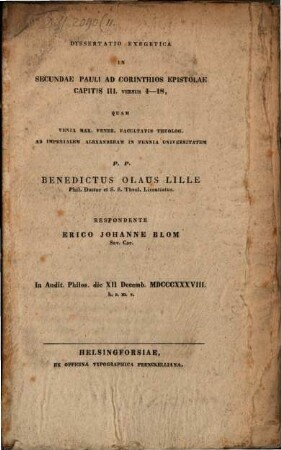 DISSERTATIO EXEGETICA
IN
SECUNDAE PAULI AD CORINTHIOS EPISTOLAE
CAPITIS III. VERSUS 4—18,
QUAM
VENIA MAX. VENER. FACULTATIS THEOLOG.
AD IMPERIALEM ALEXANDREAM IN FENNIA UNIVERSITATEM
P. P.
BENEDICTUS OLAUS LILLE
Phil. Doctor et S. S. Theol. Licentiatus.
RESPONDENTE
ERICO JOHANNE BLOM
Sav. Car.
In Audit. Philos. die XII Decemb. MDCCCXXXVIII.
h. a. m. s.
HELSINGFORSIAE,
EX OFFICINA TYPOGRAPHICA FRENCKELLIANA.